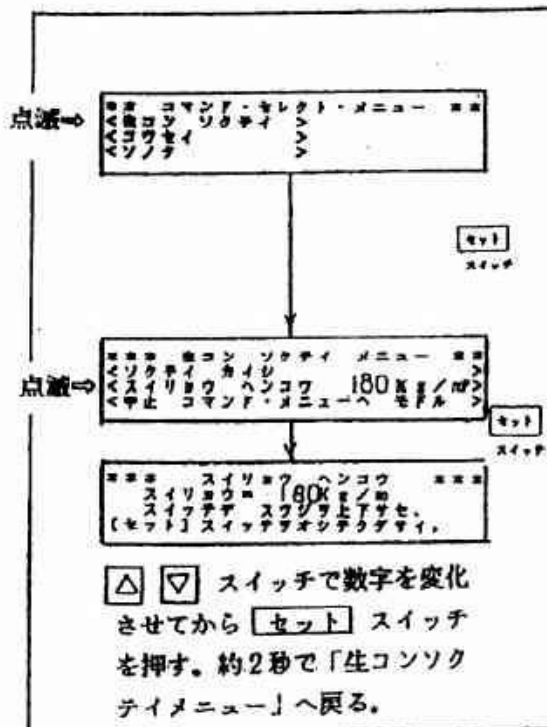 ** コマンド・セレクト・メニュー **
点滅⇨
<生コン ソクテイ >
<コウセイ >
<ソノタ >
セット
スイッチ
*** 生コン ソクテイ メニュー **
<ソクテイ カイシ >
点滅⇨
<スイリョウ ヘンコウ 180Kg/m³>
<中止 コマンド・メニューヘ モドル >
セット
スイッチ
*** スイリョウ ヘンコウ ***
スイリョウ= 180Kg/m
スイッチデ スウジヲ上下サセ、
[セット]スイッチヲオシテクダサイ。
△ ▽ スイッチで数字を変化
させてから セット スイッチ
を押す。約2秒で「生コンソク
テイメニュー」へ戻る。